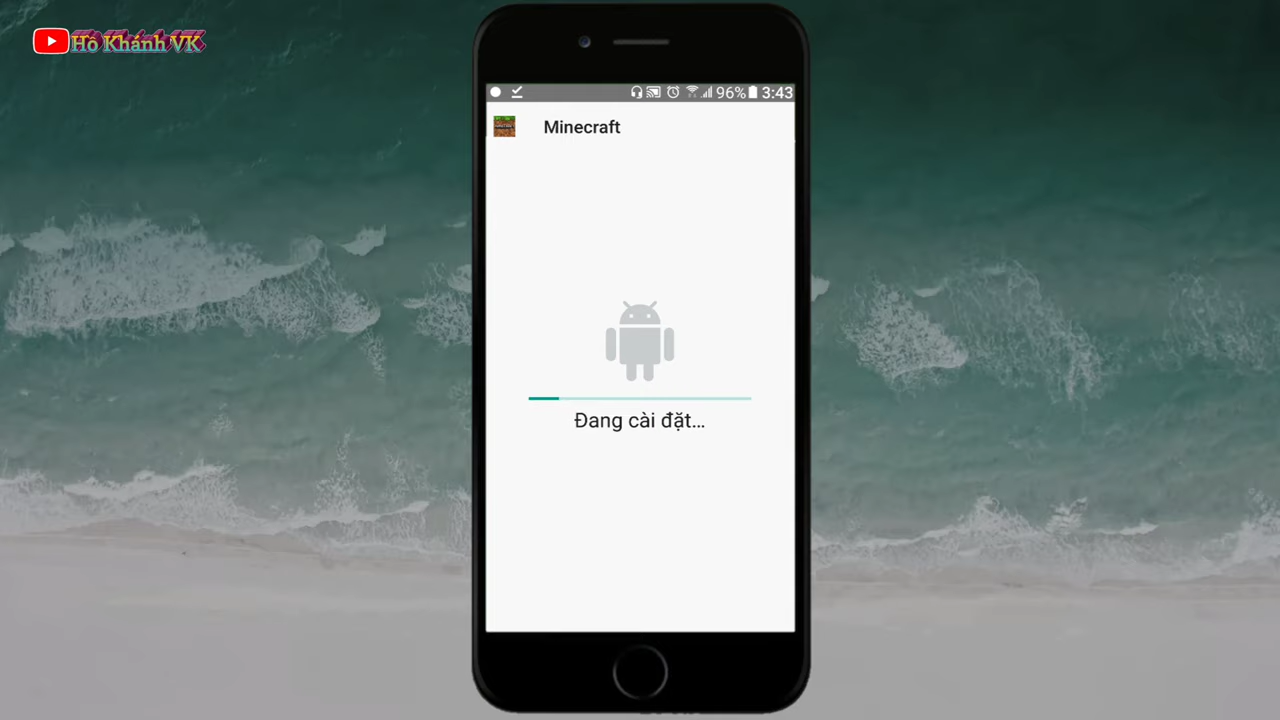 Hồ Khánh VK
96% 3:43
Minecraft
Đang cài đặt...